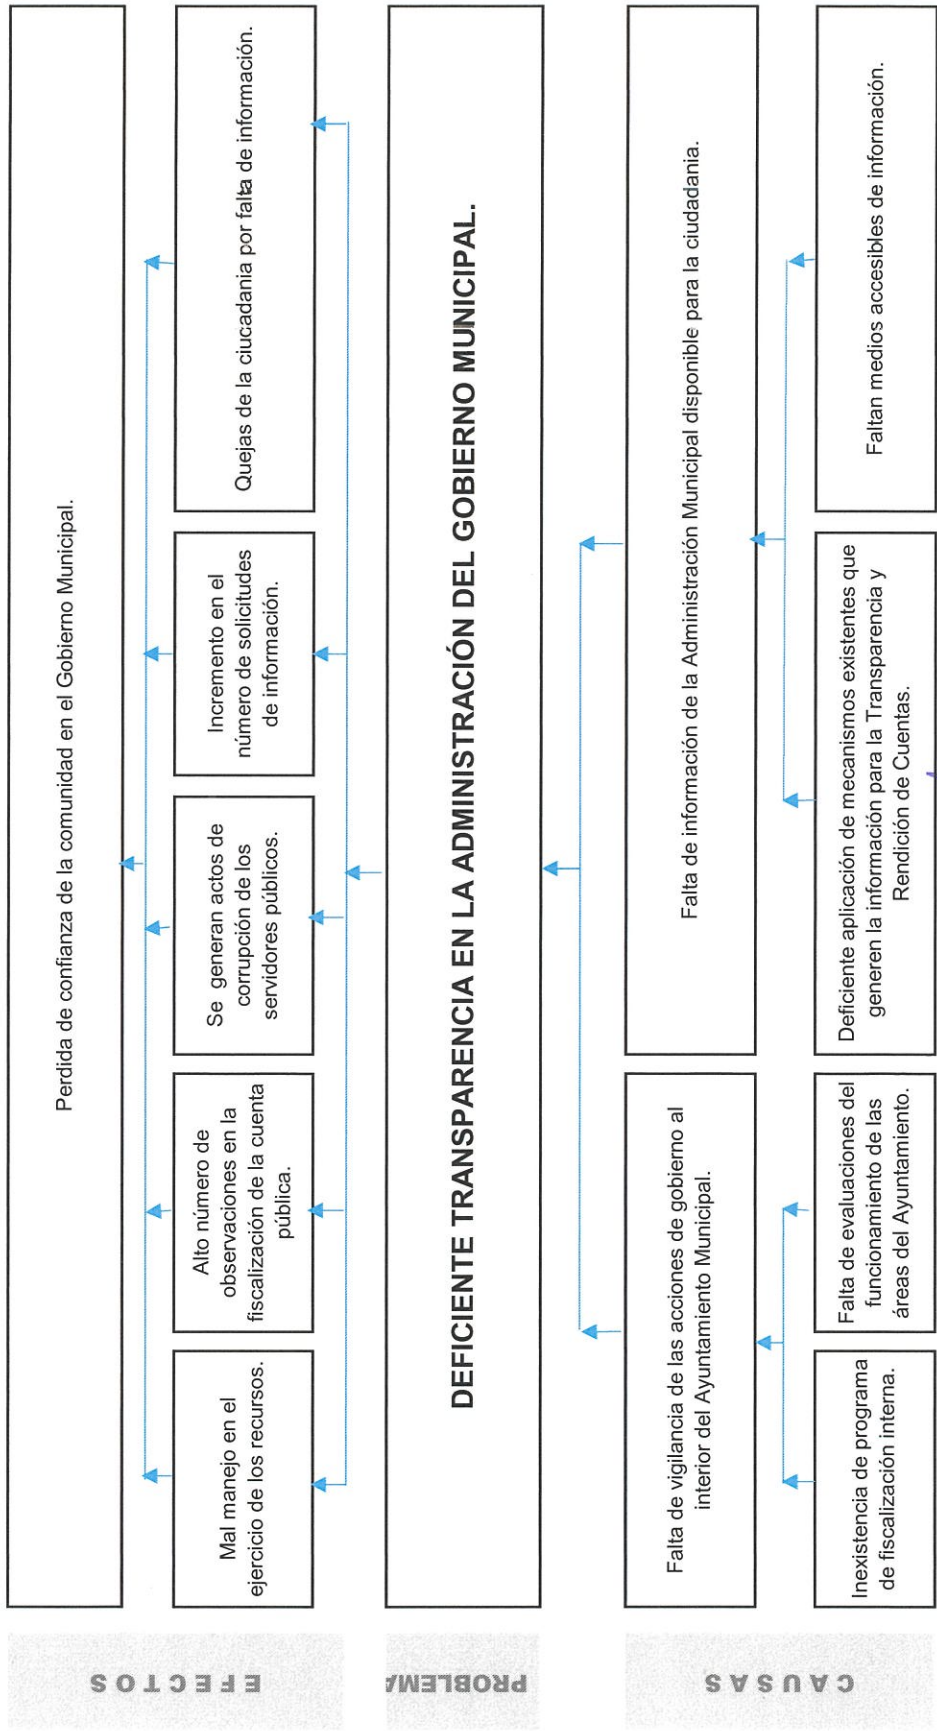 EFECTOS
Perdida de confianza de la comunidad en el Gobierno Municipal.
Mal manejo en el
ejercicio de los recursos.
Alto número de
observaciones en la
fiscalización de la cuenta
pública.
Se generan actos de
corrupción de los
servidores públicos.
Incremento en el
número de solicitudes
de información.
Quejas de la ciucadania por falta de información.
PROBLEMA
DEFICIENTE TRANSPARENCIA EN LA ADMINISTRACIÓN DEL GOBIERNO MUNICIPAL.
CAUSAS
Falta de vigilancia de las acciones de gobierno al
interior del Ayuntamiento Municipal.
Falta de información de la Administración Municipal disponible para la ciudadania.
Inexistencia de programa
de fiscalización interna.
Falta de evaluaciones del
funcionamiento de las
áreas del Ayuntamiento.
Deficiente aplicación de mecanismos existentes que
generen la información para la Transparencia y
Rendición de Cuentas.
Faltan medios accesibles de información.